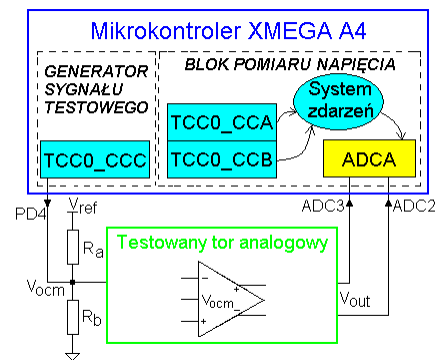 Mikrokontroler XMEGA A4
GENERATOR
SYGNAŁU
TESTOWEGO
BLOK POMIARU NAPIĘCIA
System
zdarzeń
TCC0_CCA
TCC0_CCB
TCC0_CCC
ADCA
PD4
Vref
ADC3
ADC2
Ra
Testowany tor analogowy
Vocm
Vocm
Vout
Rb